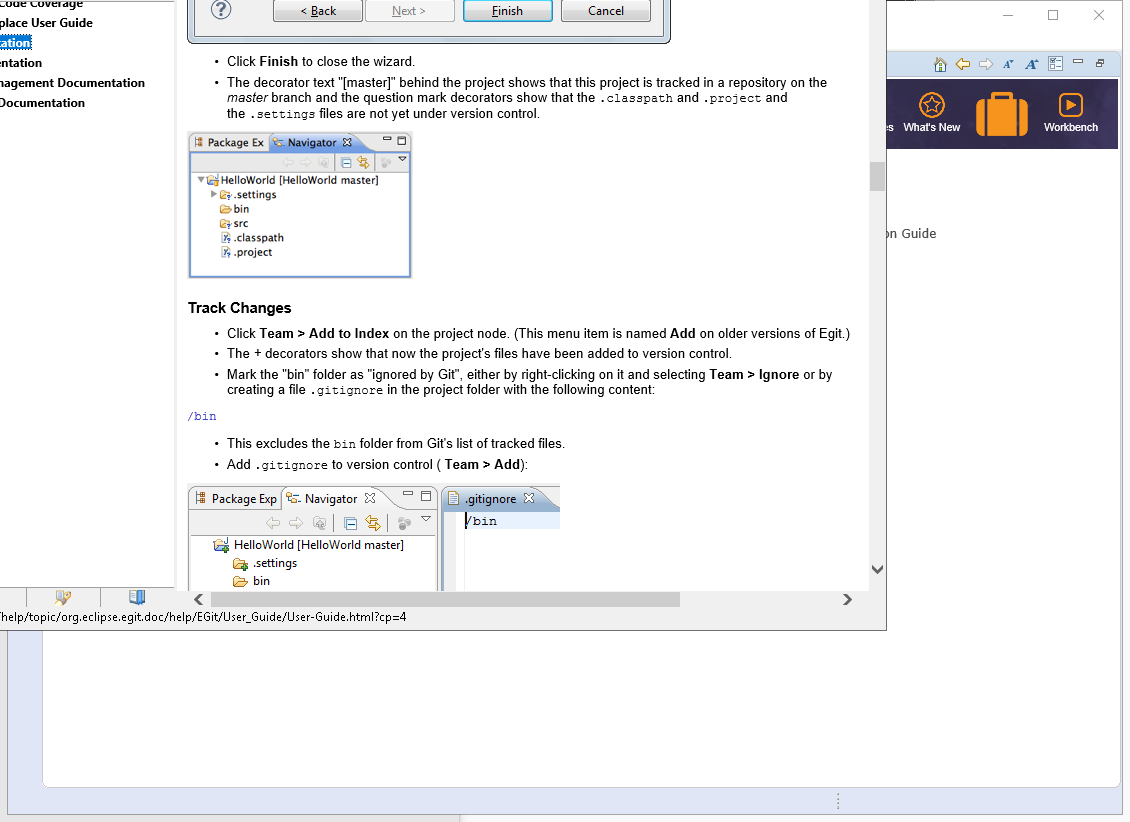 Code Coverage
place User Guide
ation
entation
nagement Documentation
Documentation
< Back
Next >
Finish
Cancel
• Click Finish to close the wizard.
• The decorator text "[master]" behind the project shows that this project is tracked in a repository on the
master branch and the question mark decorators show that the .classpath and .project and
the .settings files are not yet under version control.
Package Ex
Navigator
HelloWorld [HelloWorld master]
.settings
bin
src
.classpath
.project
Track Changes
• Click Team > Add to Index on the project node. (This menu item is named Add on older versions of Egit.)
• The + decorators show that now the project's files have been added to version control.
• Mark the "bin" folder as "ignored by Git", either by right-clicking on it and selecting Team > Ignore or by
creating a file .gitignore in the project folder with the following content:
/bin
• This excludes the bin folder from Git's list of tracked files.
• Add .gitignore to version control ( Team > Add):
Package Exp
Navigator
HelloWorld [HelloWorld master]
.settings
bin
.gitignore
/bin
/help/topic/org.eclipse.egit.doc/help/EGit/User_Guide/User-Guide.html?cp=4
es
What's New
Workbench
on Guide